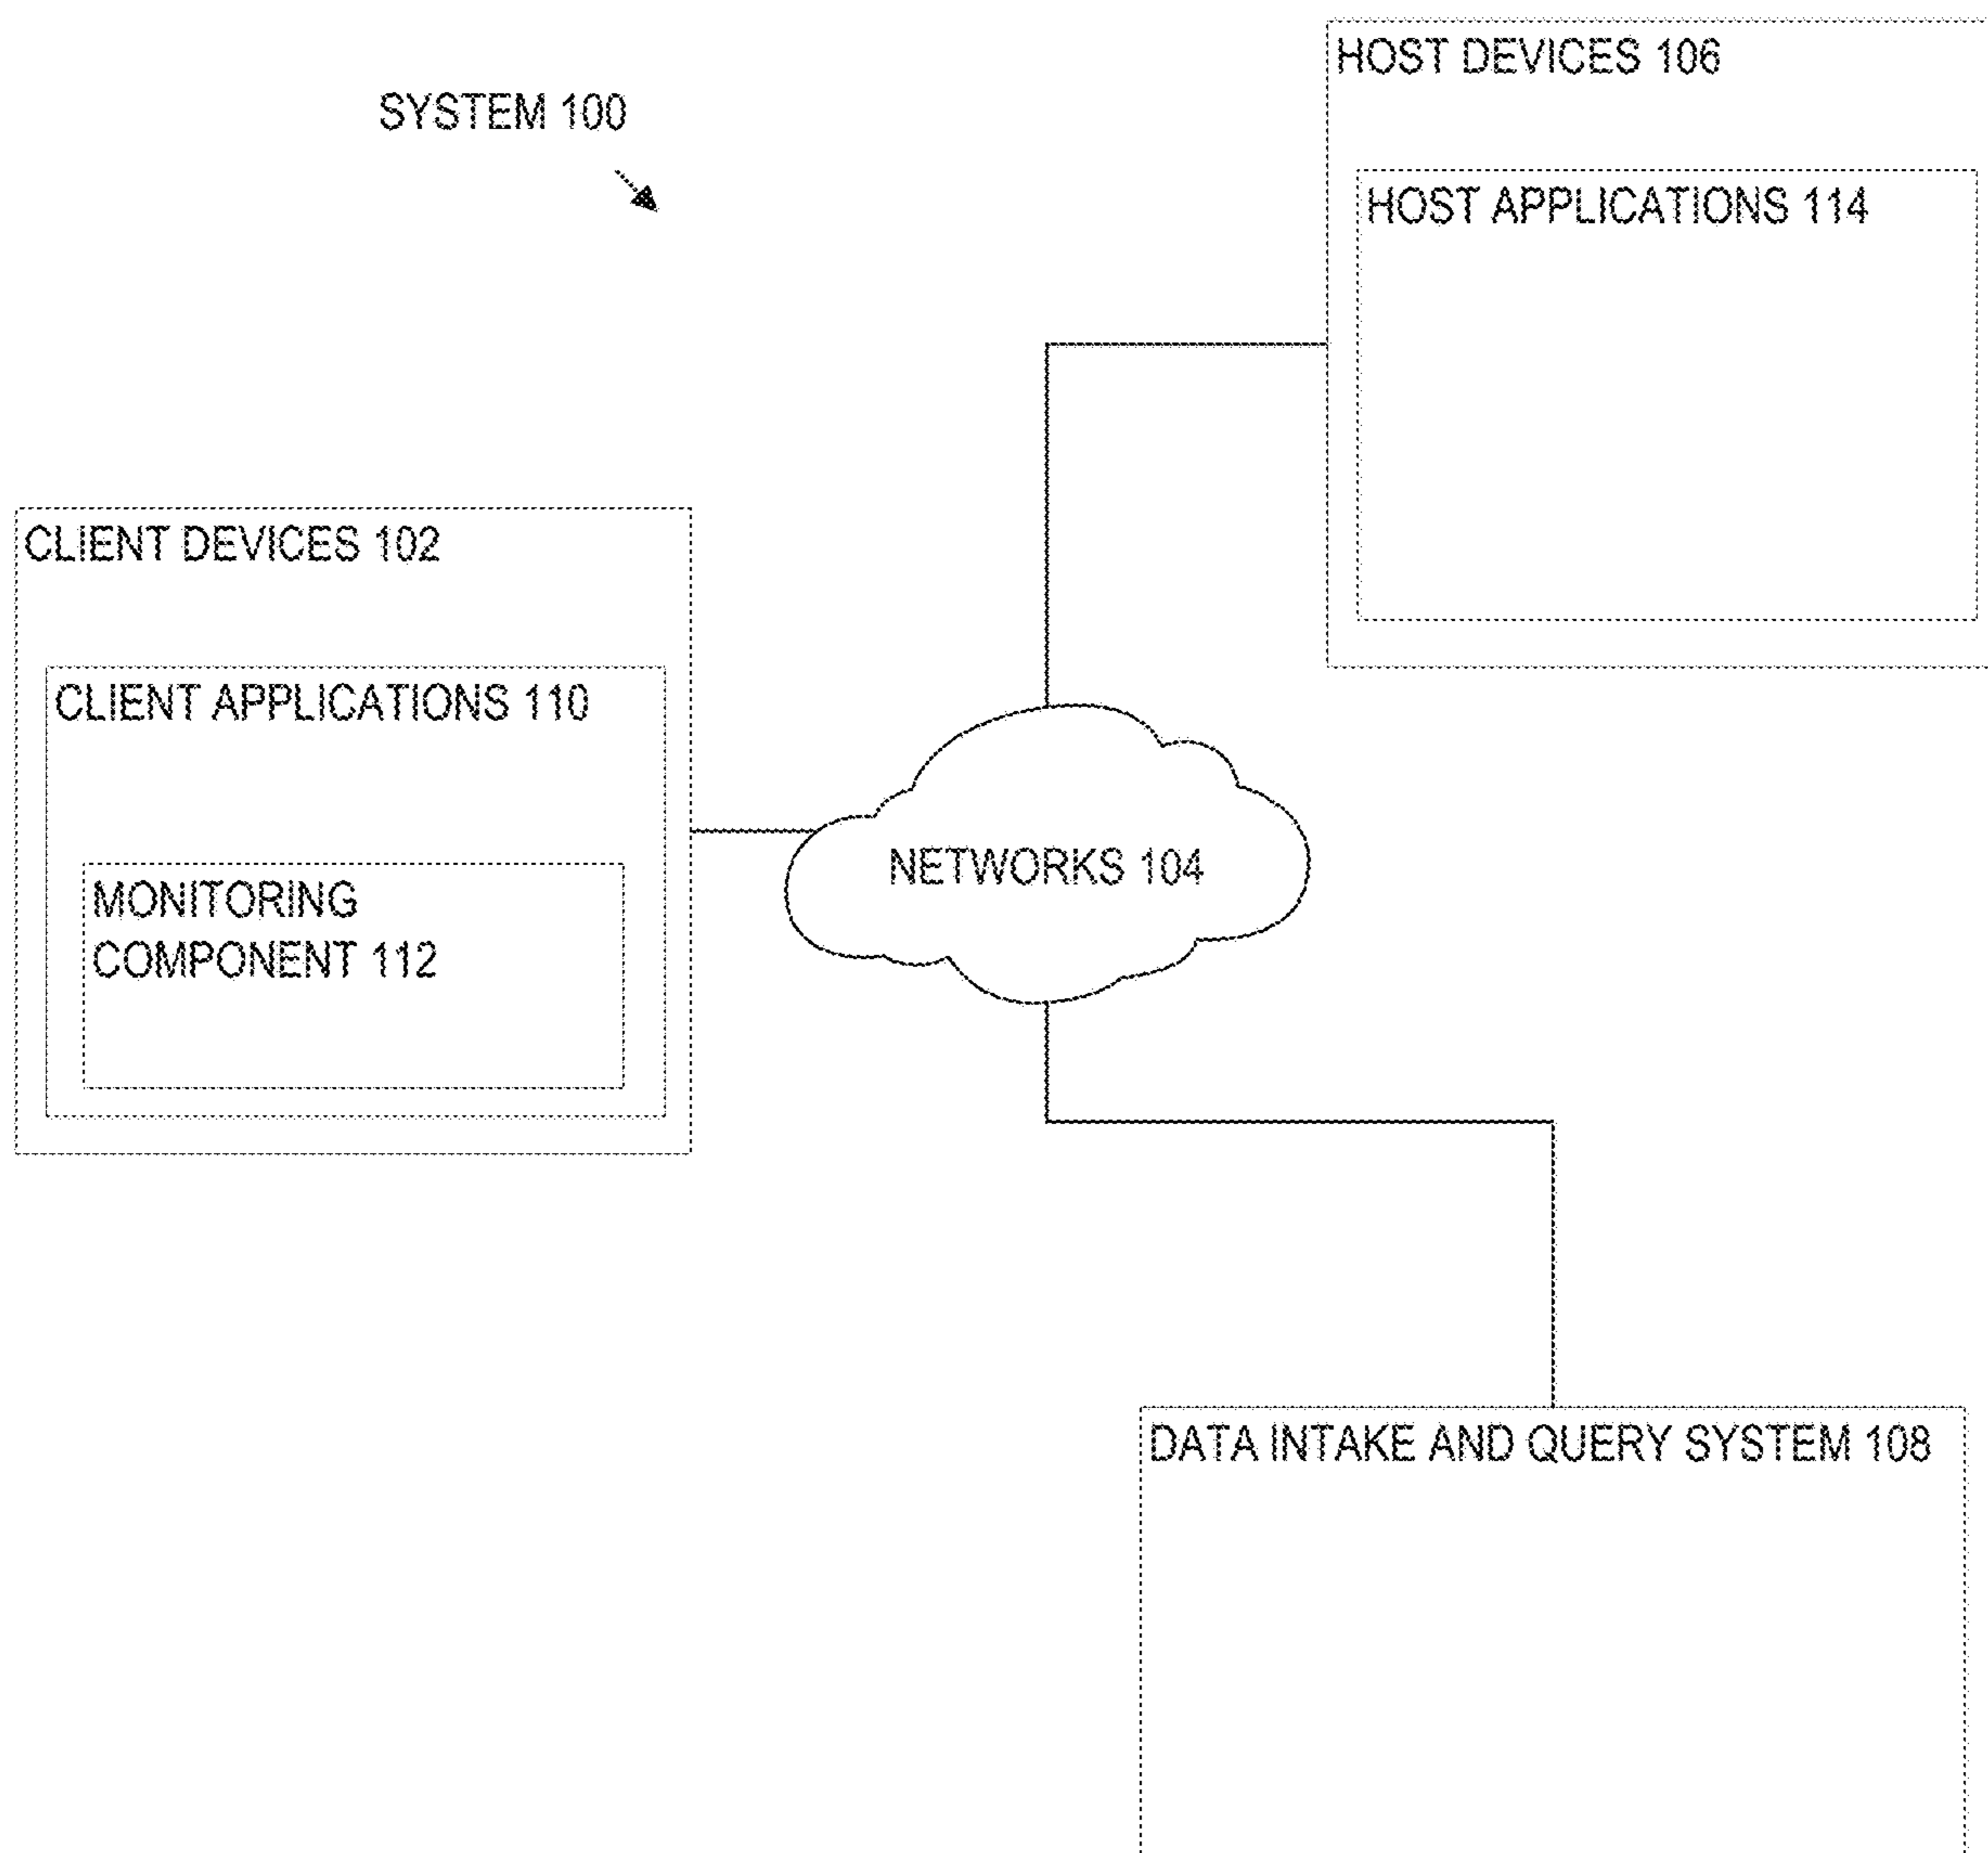 SYSTEM 100
HOST DEVICES 106
HOST APPLICATIONS 114
CLIENT DEVICES 102
CLIENT APPLICATIONS 110
MONITORING
COMPONENT 112
NETWORKS 104
DATA INTAKE AND QUERY SYSTEM 108